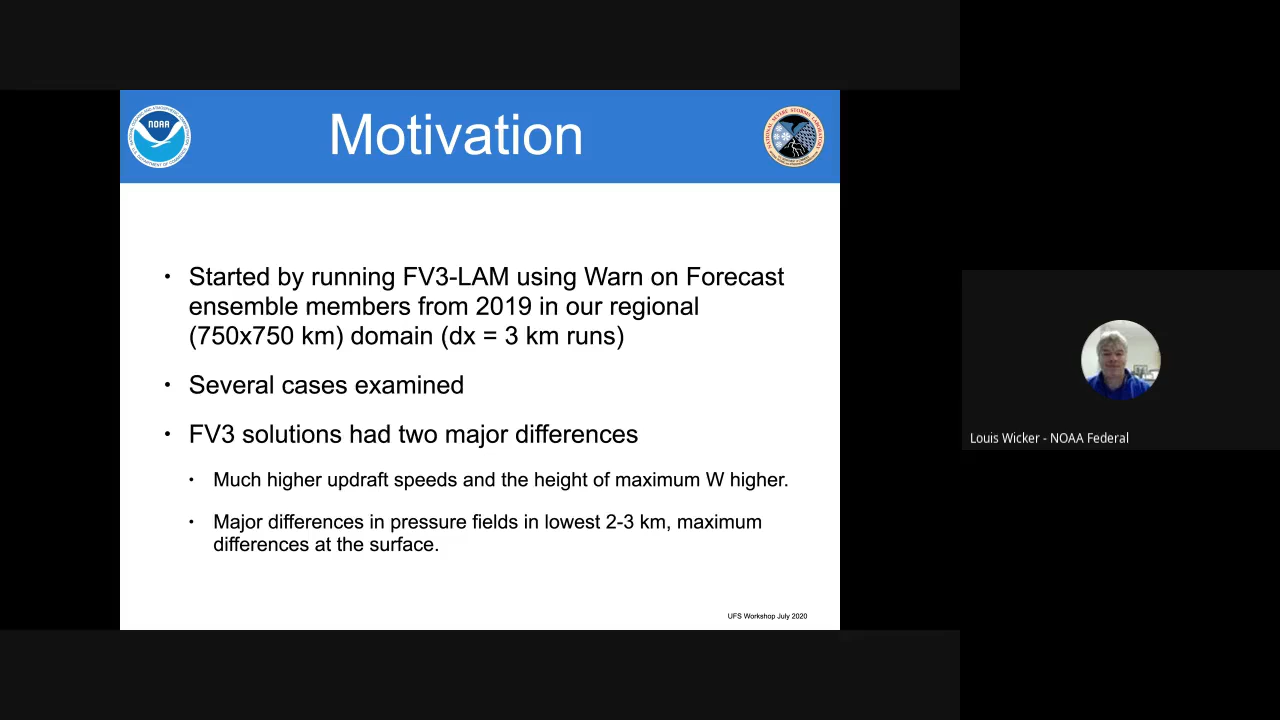 Motivation
NOAA
• Started by running FV3-LAM using Warn on Forecast
ensemble members from 2019 in our regional
(750x750 km) domain (dx = 3 km runs)
• Several cases examined
• FV3 solutions had two major differences
• Much higher updraft speeds and the height of maximum W higher.
• Major differences in pressure fields in lowest 2-3 km, maximum
differences at the surface.
UFS Workshop July 2020
Louis Wicker - NOAA Federal